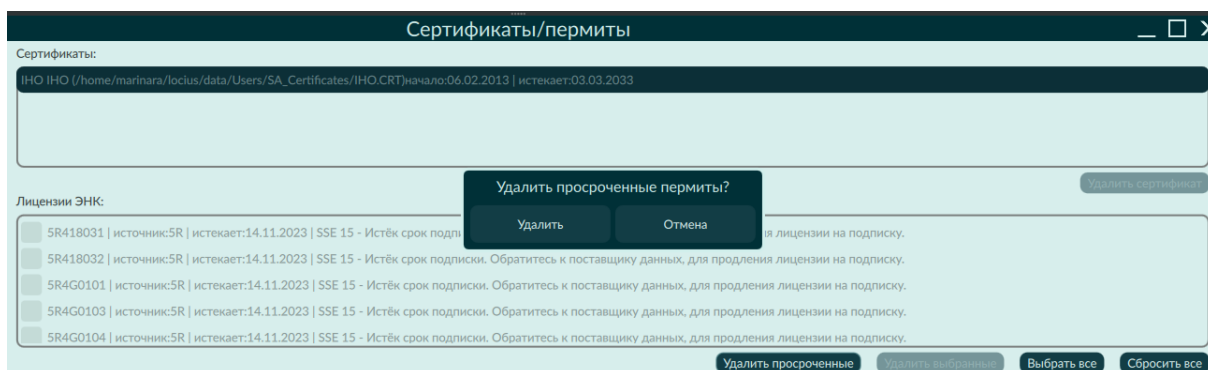 Сертификаты/пермиты
Сертификаты:
IHO IHO (/home/marinara/locius/data/Users/SA_Certificates/IHO.CRT)начало:06.02.2013 | истекает:03.03.2033
Удалить сертификат
Удалить просроченные пермиты?
Удалить
Отмена
Лицензии ЭНК:
5R418031 | источник:5R | истекает:14.11.2023 | SSE 15 - Истёк срок подпи ия лицензии на подписку.
5R418032 | источник:5R | истекает:14.11.2023 | SSE 15 - Истёк срок подписки. Обратитесь к поставщику данных, для продления лицензии на подписку.
5R4G0101 | источник:5R | истекает:14.11.2023 | SSE 15 - Истёк срок подписки. Обратитесь к поставщику данных, для продления лицензии на подписку.
5R4G0103 | источник:5R | истекает:14.11.2023 | SSE 15 - Истёк срок подписки. Обратитесь к поставщику данных, для продления лицензии на подписку.
5R4G0104 | источник:5R | истекает:14.11.2023 | SSE 15 - Истёк срок подписки. Обратитесь к поставщику данных, для продления лицензии на подписку.
Удалить просроченные
Удалить выбранные
Выбрать все
Сбросить все